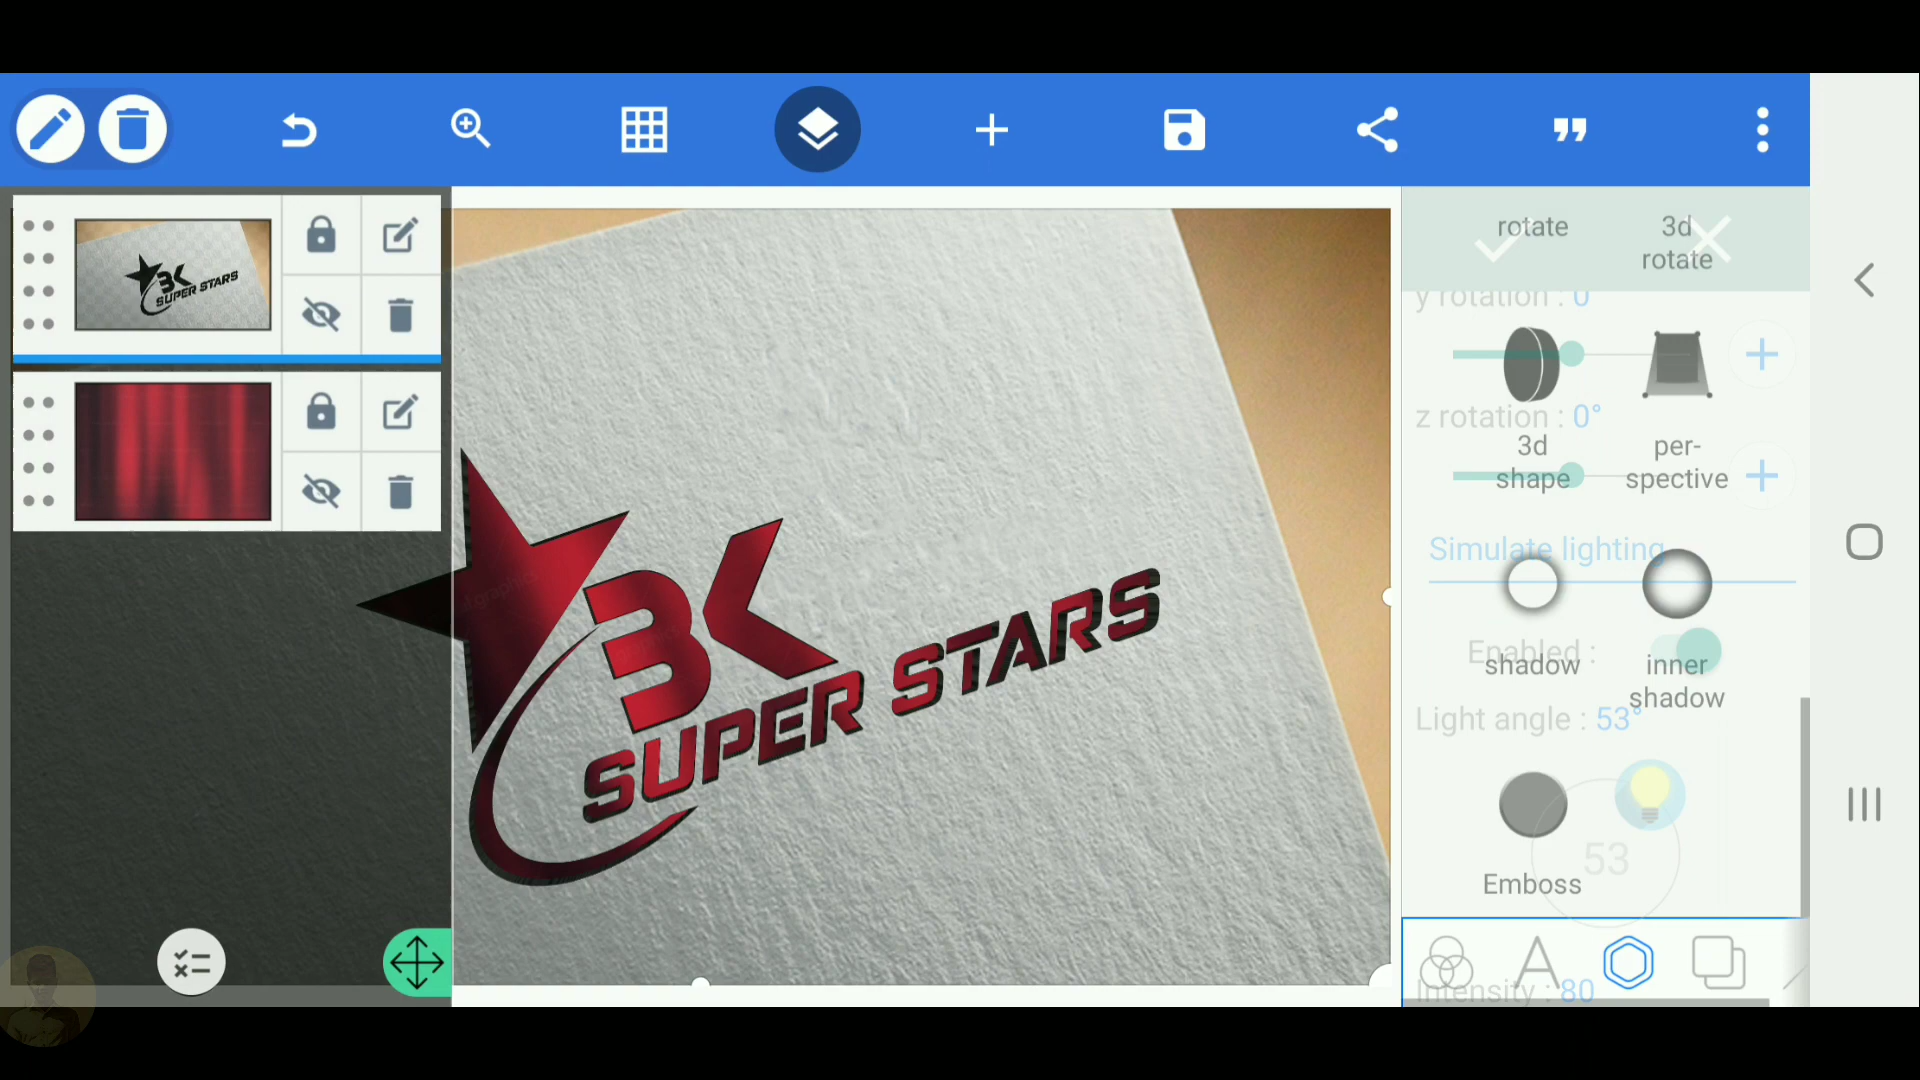 3K
SUPER STARS
3K
SUPER STARS
rotate
3d
rotate
y rotation : 0
z rotation : 0°
3d
shape
per-
spective
Simulate lighting
Enabled :
shadow
inner
shadow
Light angle : 53°
53
Emboss
Intensity : 80